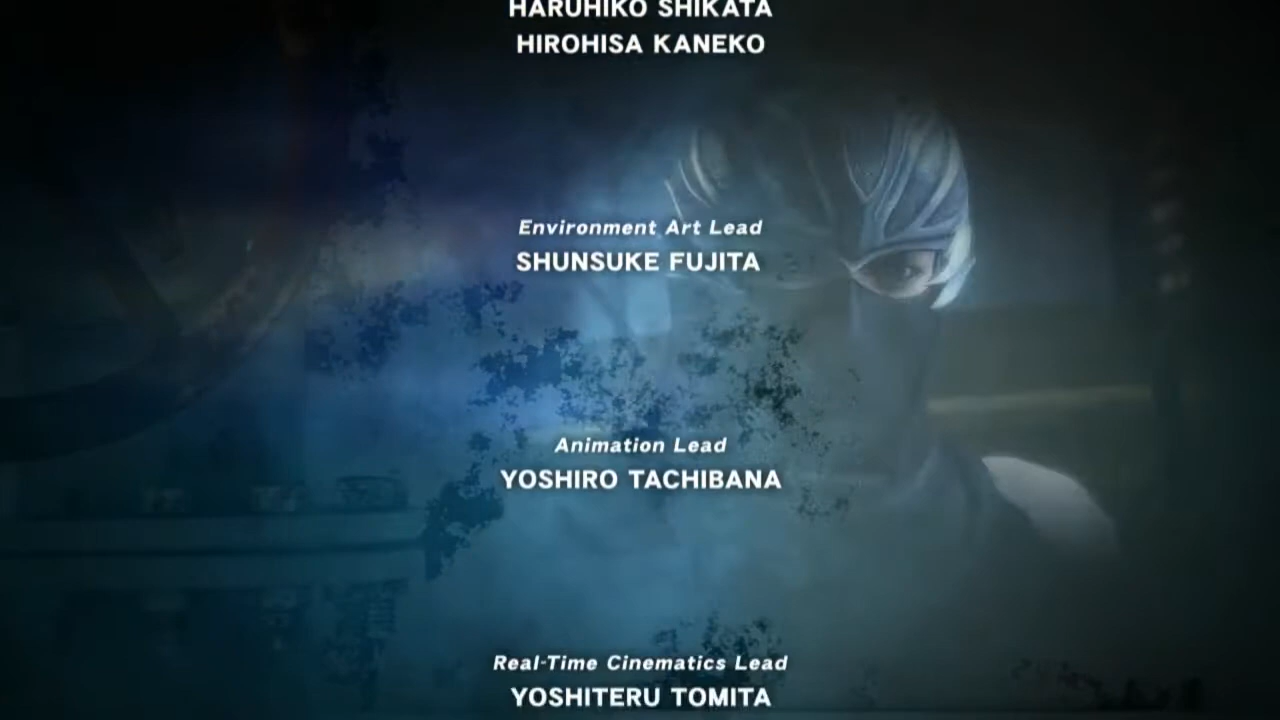 HARUHIKO SHIKATA
HIROHISA KANEKO
Environment Art Lead
SHUNSUKE FUJITA
Animation Lead
YOSHIRO TACHIBANA
Real-Time Cinematics Lead
YOSHITERU TOMITA